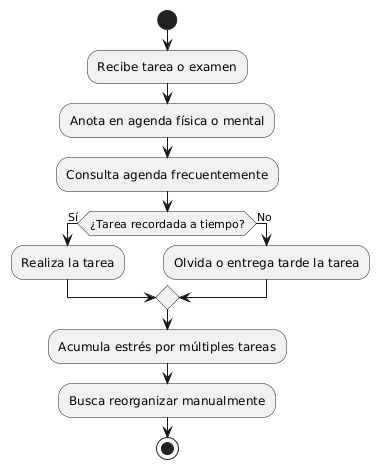 Recibe tarea o examen
Anota en agenda física o mental
Consulta agenda frecuentemente
¿Tarea recordada a tiempo?
Sí
No
Realiza la tarea
Olvida o entrega tarde la tarea
Acumula estrés por múltiples tareas
Busca reorganizar manualmente